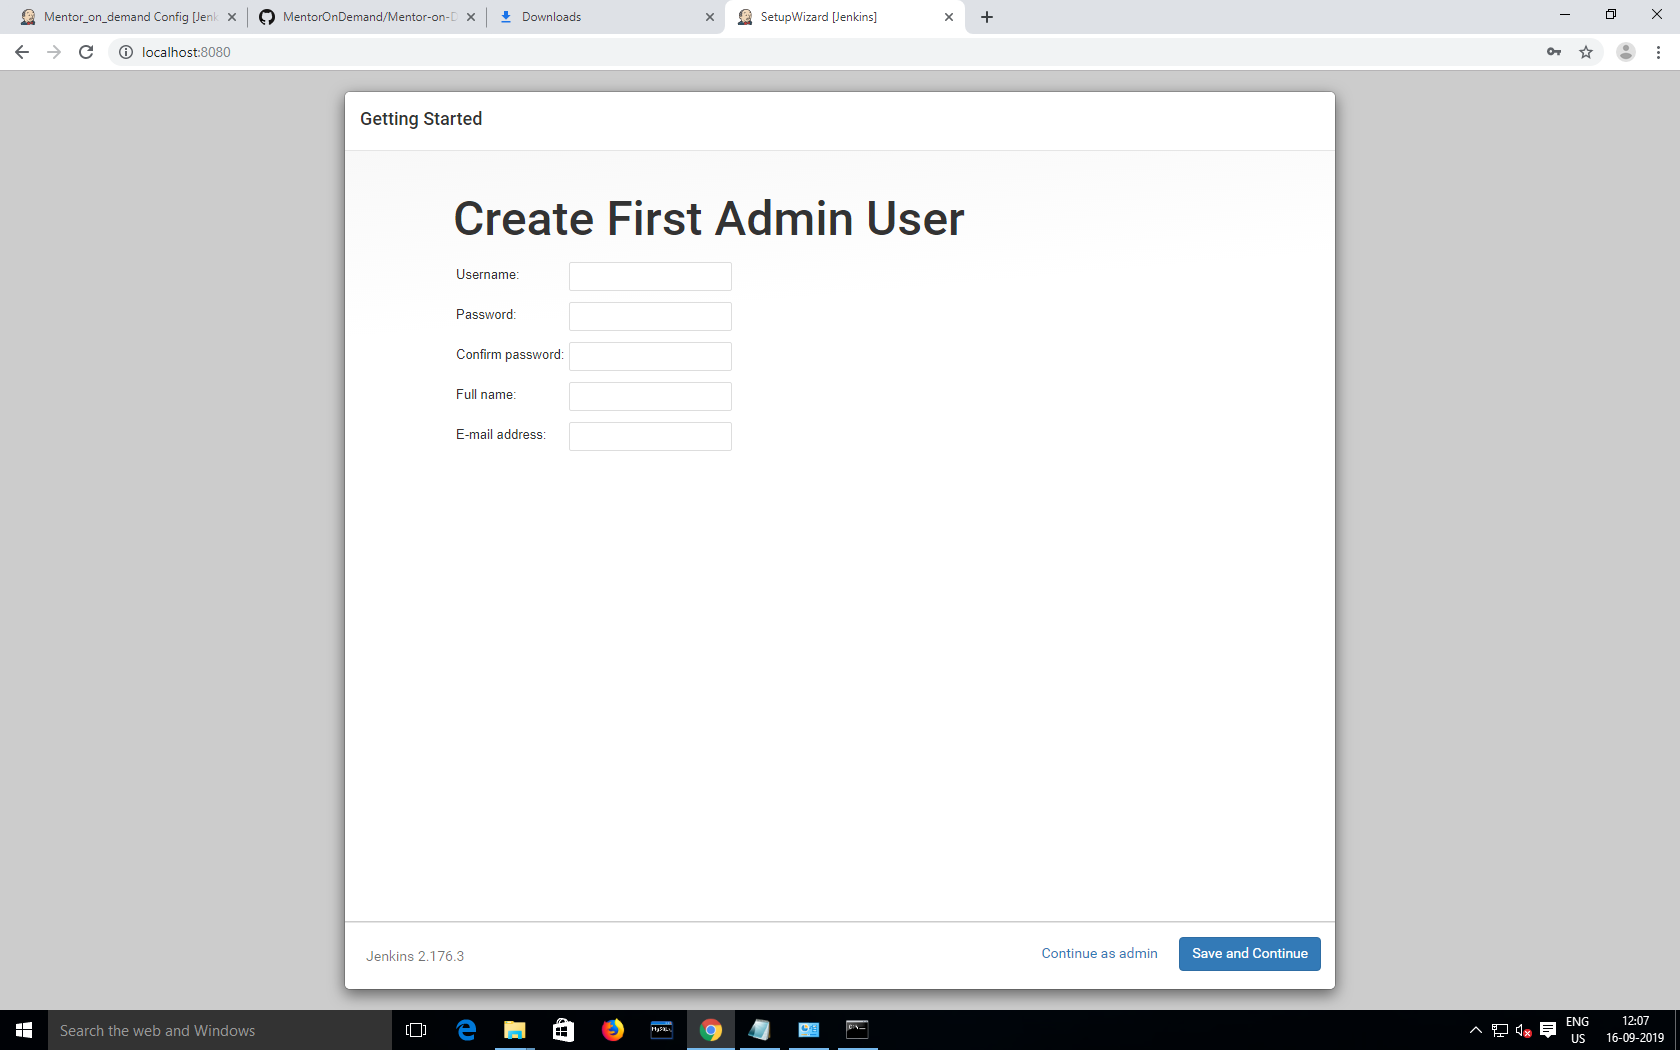 Mentor_on_demand Config [Jenk
MentorOnDemand/Mentor-on-D
Downloads
SetupWizard [Jenkins]
localhost:8080
Getting Started
Create First Admin User
Username:
Password:
Confirm password:
Full name:
E-mail address:
Jenkins 2.176.3
Continue as admin
Save and Continue
Search the web and Windows
ENG
US
12:07
16-09-2019